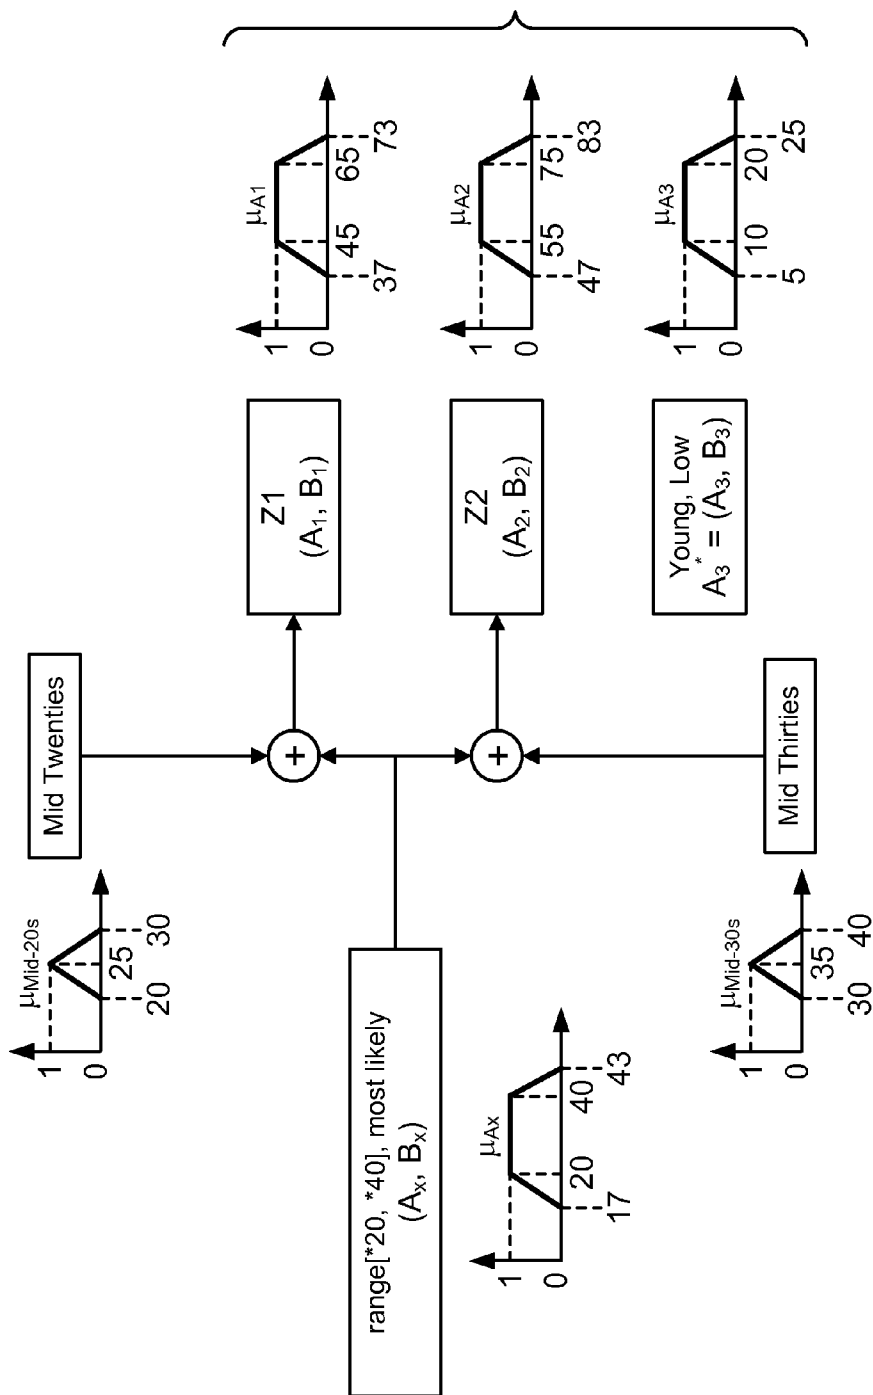 Mid Twenties
μMid-20s
1
0
20
25
30
range[*20, *40], most likely
(Ax, Bx)
μAx
1
0
17
20
40
43
Mid Thirties
μMid-30s
1
0
30
35
40
+
+
Z1
(A1, B1)
Z2
(A2, B2)
Young, Low
A3* = (A3, B3)
μA1
1
0
37
45
65
73
μA2
1
0
47
55
75
83
μA3
1
0
5
10
20
25